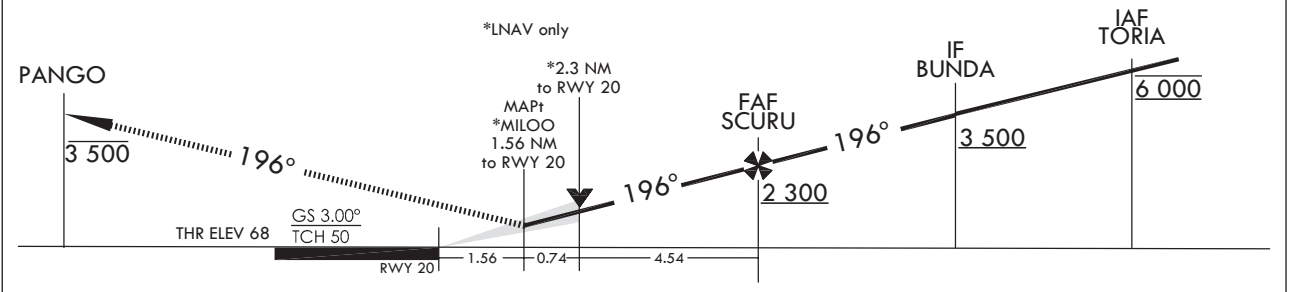 *LNAV only
PANGO
3 500
196°
*2.3 NM
to RWY 20
MAPt
*MILOO
1.56 NM
to RWY 20
196°
FAF
SCURU
2 300
196°
IF
BUNDA
3 500
IAF
TORIA
6 000
THR ELEV 68
GS 3.00°
TCH 50
RWY 20
1.56
0.74
4.54